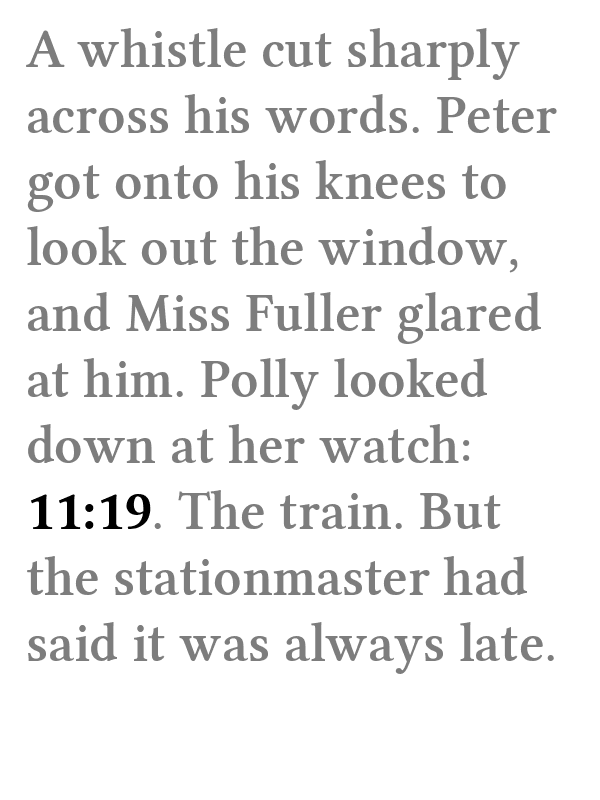 A whistle cut sharply
across his words. Peter
got onto his knees to
look out the window,
and Miss Fuller glared
at him. Polly looked
down at her watch:
11:19. The train. But
the stationmaster had
said it was always late.